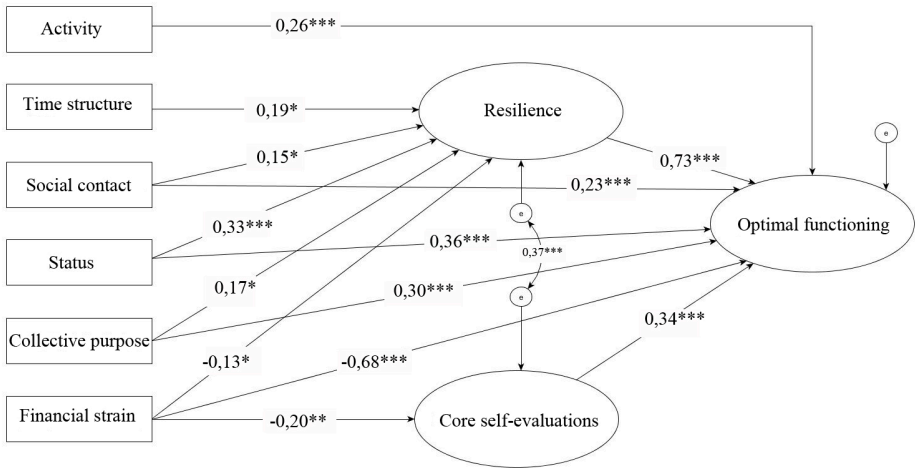 Activity
0,26***
Time structure
0,19*
Resilience
e
Social contact
0,15*
0,73***
0,23***
Status
0,33***
0,36***
e
0,37***
Optimal functioning
Collective purpose
0,17*
0,30***
e
Financial strain
-0,13*
-0,68***
0,34***
-0,20**
Core self-evaluations